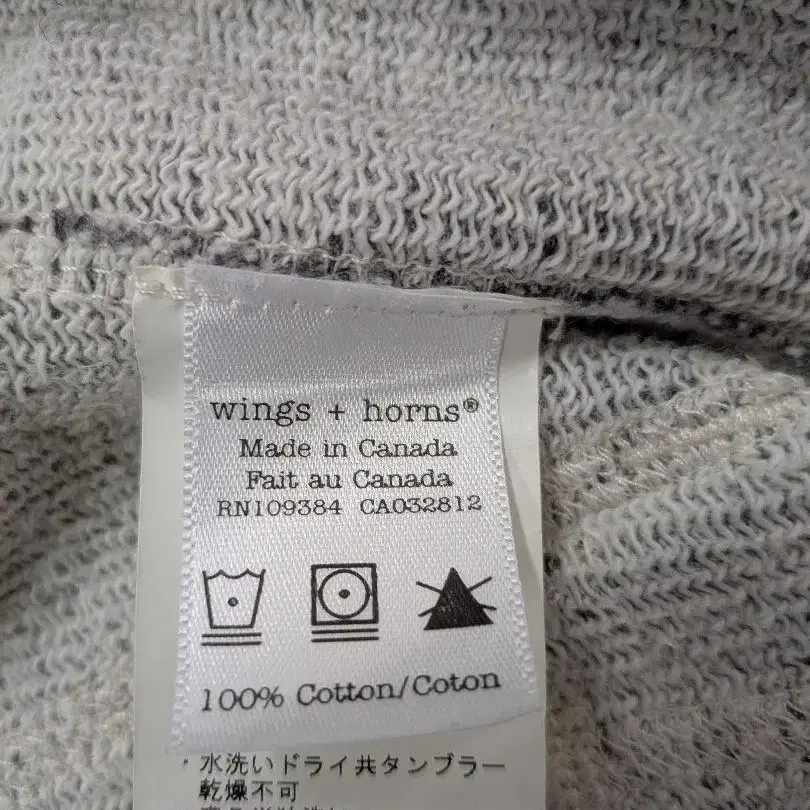 wings + horns®
Made in Canada
Fait au Canada
RN109384 CA032812
100% Cotton/Coton
・水洗いドライ共タンブラー
乾燥不可